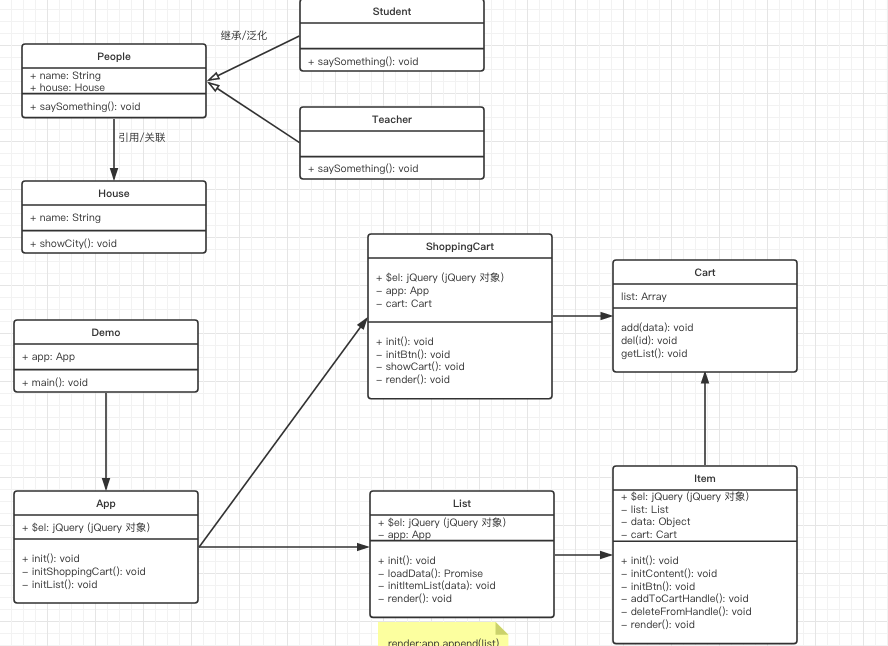 Student
+ saySomething(): void
继承/泛化
People
+ name: String
+ house: House
+ saySomething(): void
Teacher
+ saySomething(): void
引用/关联
House
+ name: String
+ showCity(): void
ShoppingCart
+ $el: jQuery (jQuery 对象)
− app: App
− cart: Cart
+ init(): void
− initBtn(): void
− showCart(): void
− render(): void
Cart
list: Array
add(data): void
del(id): void
getList(): void
Demo
+ app: App
+ main(): void
App
+ $el: jQuery (jQuery 对象)
+ init(): void
− initShoppingCart(): void
− initList(): void
List
+ $el: jQuery (jQuery 对象)
− app: App
+ init(): void
− loadData(): Promise
− initItemList(data): void
− render(): void
Item
+ $el: jQuery (jQuery 对象)
− list: List
− data: Object
− cart: Cart
+ init(): void
− initContent(): void
− initBtn(): void
− addToCartHandle(): void
− deleteFromHandle(): void
− render(): void
render:app.append(list)